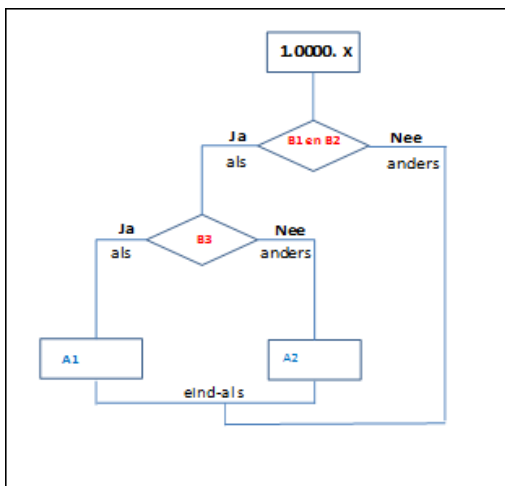 1.0000. x
B1 en B2
Ja
Nee
als
anders
B3
Ja
Nee
als
anders
A1
A2
eind-als